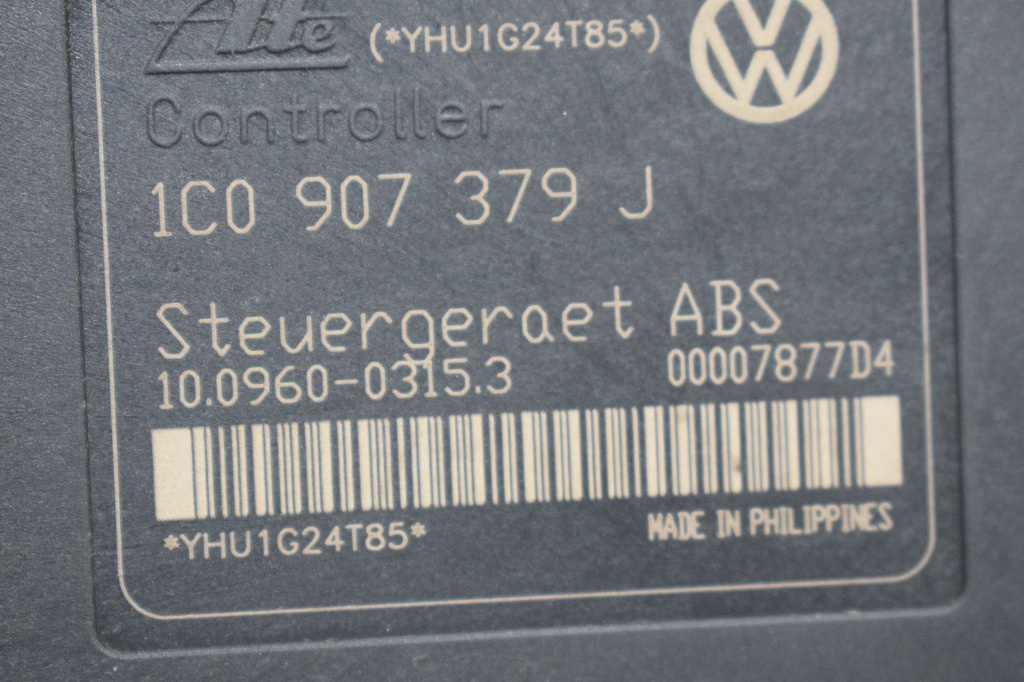 Ate (*YHU1G24T85*)
Controller
1C0 907 379 J
Steuergeraet ABS
10.0960-0315.3 00007877D4
*YHU1G24T85* MADE IN PHILIPPINES